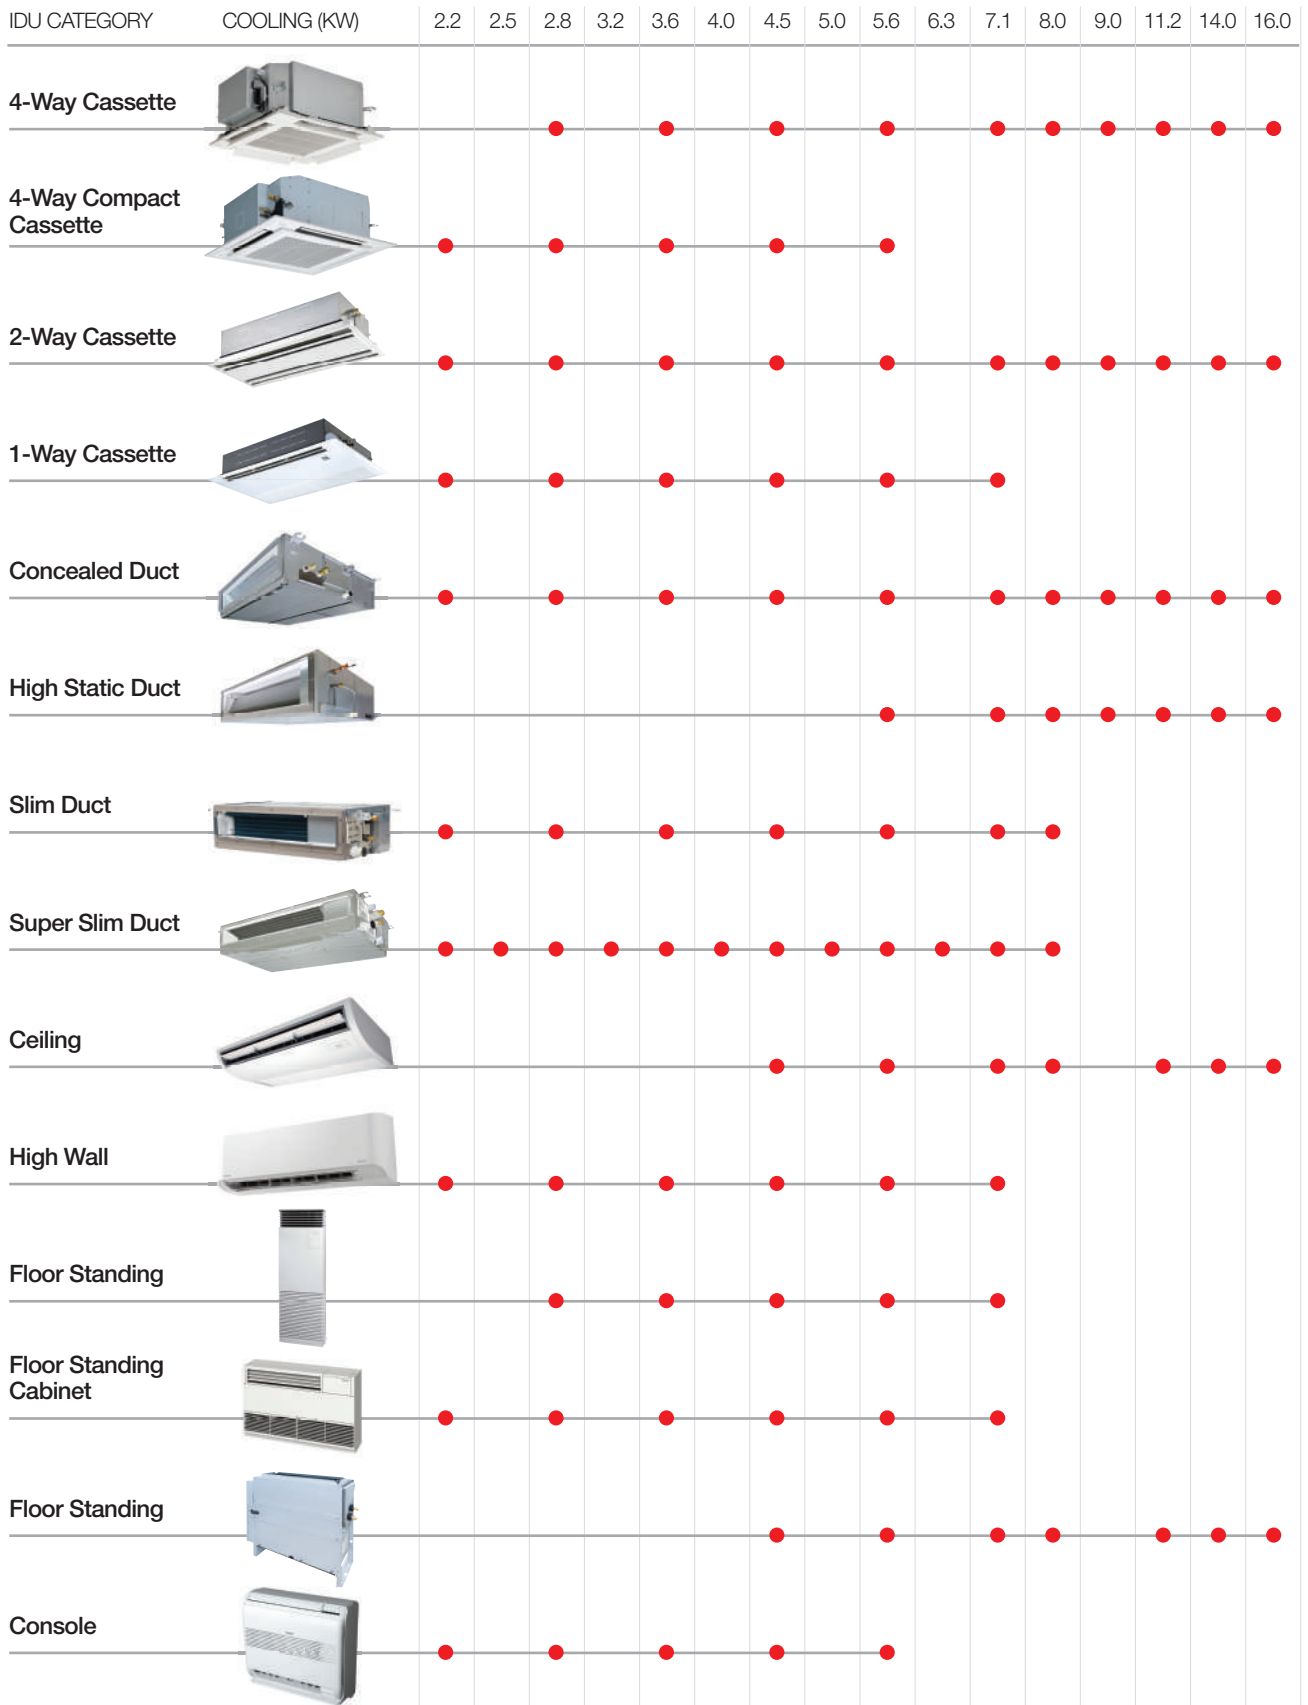 IDU CATEGORY COOLING (KW) 2.2 2.5 2.8 3.2 3.6 4.0 4.5 5.0 5.6 6.3 7.1 8.0 9.0 11.2 14.0 16.0
4-Way Cassette
4-Way Compact
Cassette
2-Way Cassette
1-Way Cassette
Concealed Duct
High Static Duct
Slim Duct
Super Slim Duct
Ceiling
High Wall
Floor Standing
Floor Standing
Cabinet
Floor Standing
Console